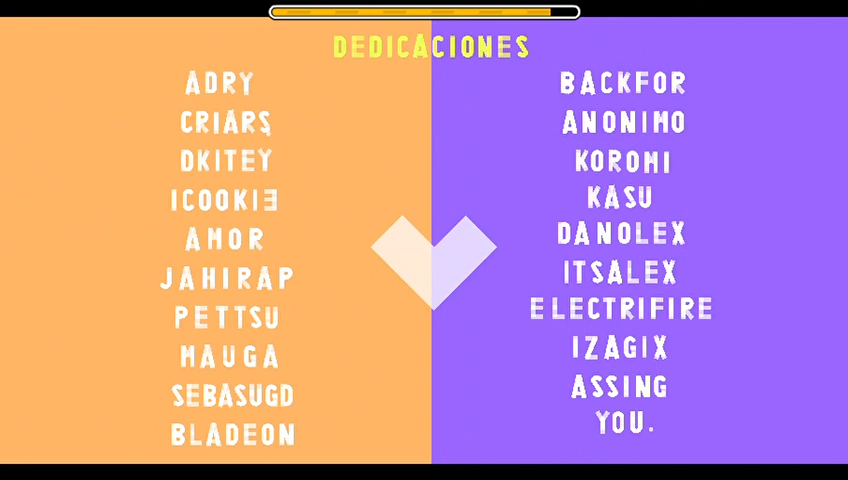 DEDICACIONES
ADRY
CRIARS
DKITEY
ICOOKIE
AMOR
JAHIRAP
PETTSU
MAUGA
SEBASUGD
BLADEON
BACKFOR
ANONIMO
KOROMI
KASU
DANOLEX
ITSALEX
ELECTRIFIRE
IZAGIX
ASSING
YOU.